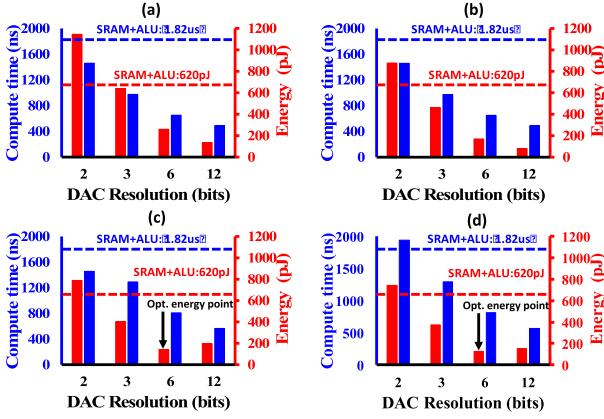 (a)
SRAM+ALU: 1.82us
SRAM+ALU:620pJ
Compute time (ns)
2000
1600
1200
800
400
0
Energy (pJ)
1200
1000
800
600
400
200
0
2 3 6 12
DAC Resolution (bits)
(b)
SRAM+ALU: 1.82us
SRAM+ALU:620pJ
Compute time (ns)
2000
1600
1200
800
400
0
Energy (pJ)
1200
1000
800
600
400
200
0
2 3 6 12
DAC Resolution (bits)
(c)
SRAM+ALU: 1.82us
SRAM+ALU:620pJ
Opt. energy point
Compute time (ns)
2000
1600
1200
800
400
0
Energy (pJ)
1200
1000
800
600
400
200
0
2 3 6 12
DAC Resolution (bits)
(d)
SRAM+ALU: 1.82us
SRAM+ALU:620pJ
Opt. energy point
Compute time (ns)
2000
1500
1000
500
0
Energy (pJ)
1200
1000
800
600
400
200
0
2 3 6 12
DAC Resolution (bits)